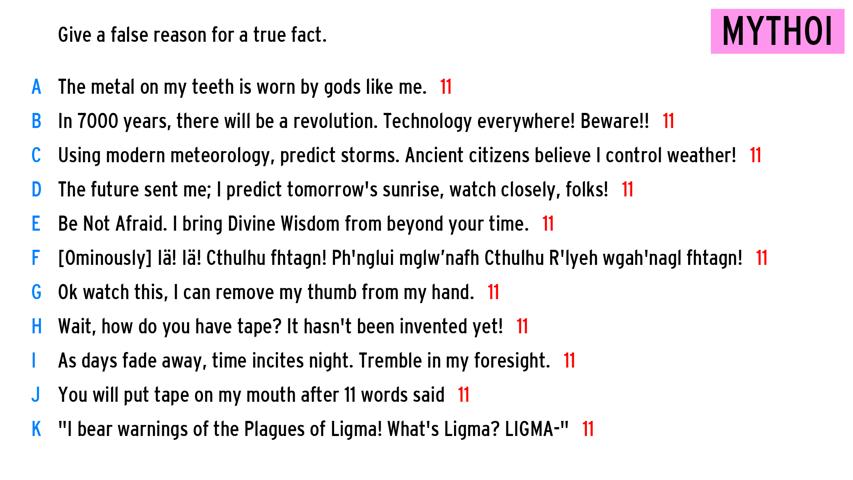 Give a false reason for a true fact.
MYTHOI
A The metal on my teeth is worn by gods like me. 11
B In 7000 years, there will be a revolution. Technology everywhere! Beware!! 11
C Using modern meteorology, predict storms. Ancient citizens believe I control weather! 11
D The future sent me; I predict tomorrow's sunrise, watch closely, folks! 11
E Be Not Afraid. I bring Divine Wisdom from beyond your time. 11
F [Ominously] Iä! Iä! Cthulhu fhtagn! Ph'nglui mglw’nafh Cthulhu R'lyeh wgah'nagl fhtagn! 11
G Ok watch this, I can remove my thumb from my hand. 11
H Wait, how do you have tape? It hasn't been invented yet! 11
I As days fade away, time incites night. Tremble in my foresight. 11
J You will put tape on my mouth after 11 words said 11
K "I bear warnings of the Plagues of Ligma! What's Ligma? LIGMA-" 11